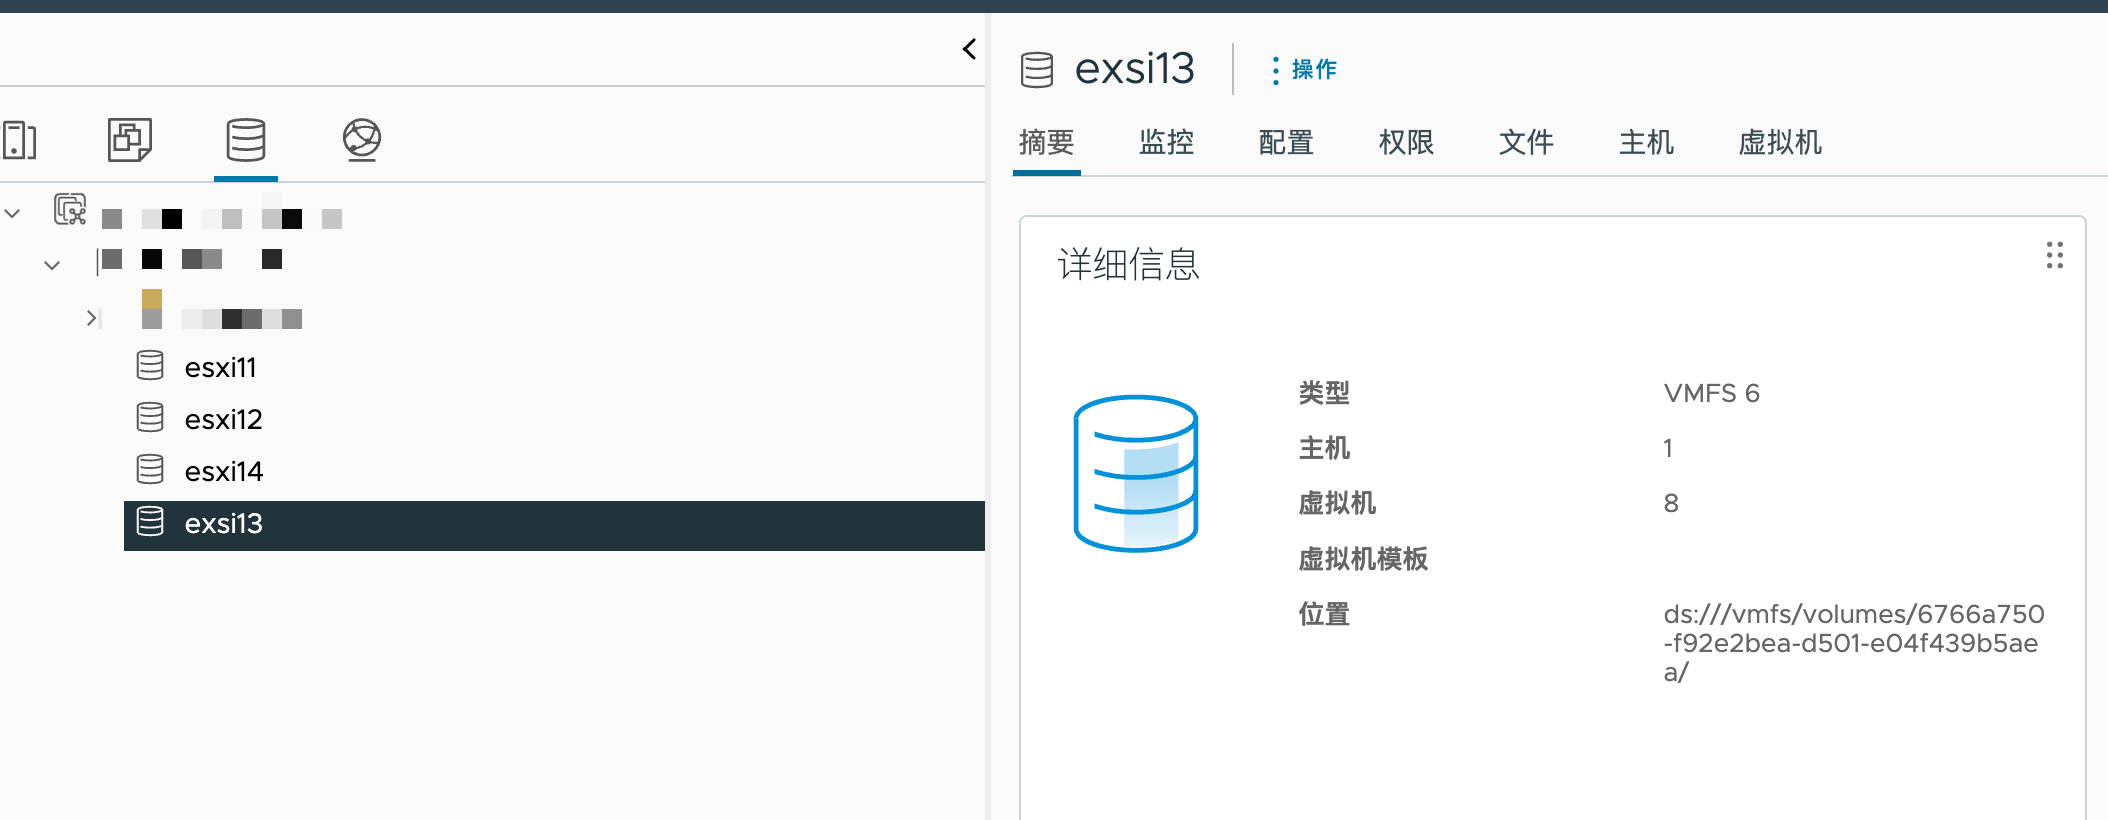 esxi11
esxi12
esxi14
exsi13
exsi13
操作
摘要 监控 配置 权限 文件 主机 虚拟机
详细信息
类型 VMFS 6
主机 1
虚拟机 8
虚拟机模板
位置 ds:///vmfs/volumes/6766a750
-f92e2bea-d501-e04f439b5ae
a/